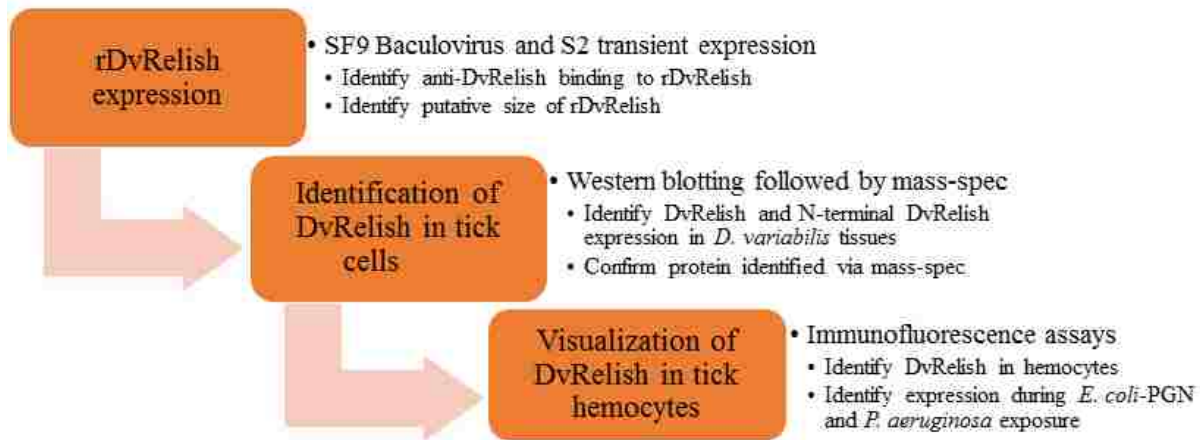 rDvRelish
expression
• SF9 Baculovirus and S2 transient expression
• Identify anti-DvRelish binding to rDvRelish
• Identify putative size of rDvRelish
Identification of
DvRelish in tick
cells
• Western blotting followed by mass-spec
• Identify DvRelish and N-terminal DvRelish
expression in D. variabilis tissues
• Confirm protein identified via mass-spec
Visualization of
DvRelish in tick
hemocytes
• Immunofluorescence assays
• Identify DvRelish in hemocytes
• Identify expression during E. coli-PGN
and P. aeruginosa exposure